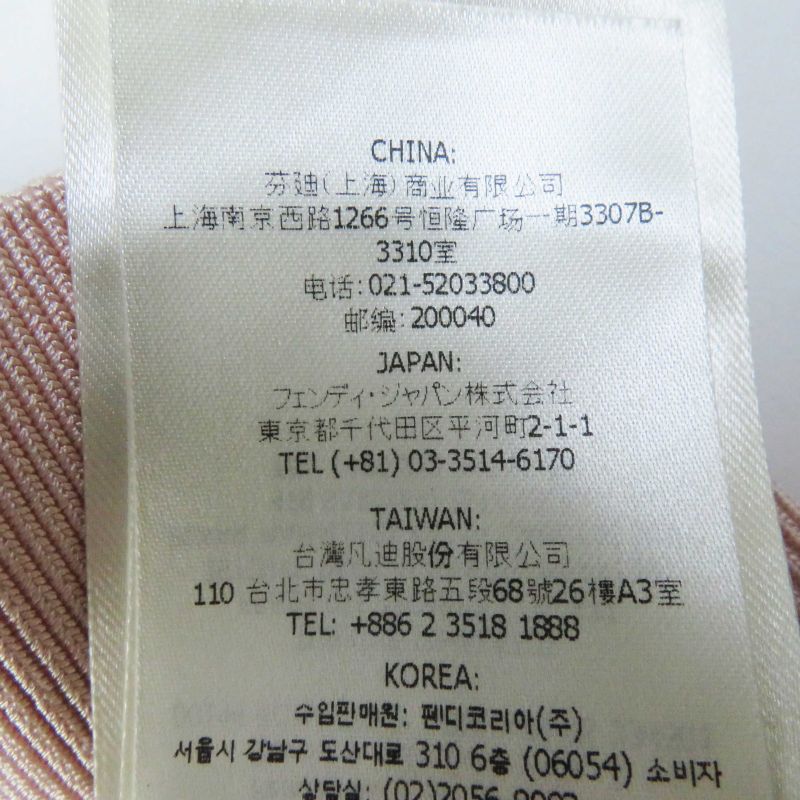 CHINA:
芬迪(上海)商业有限公司
上海南京西路1266号恒隆广场一期3307B-
3310室
电话:021-52033800
邮编:200040
JAPAN:
フェンディ・ジャパン株式会社
東京都千代田区平河町2-1-1
TEL (+81) 03-3514-6170
TAIWAN:
台灣凡迪股份有限公司
110 台北市忠孝東路五段68號26樓A3室
TEL: +886 2 3518 1888
KOREA:
수입판매원: 펜디코리아(주)
서울시 강남구 도산대로 310 6층 (06054) 소비자
상담실: